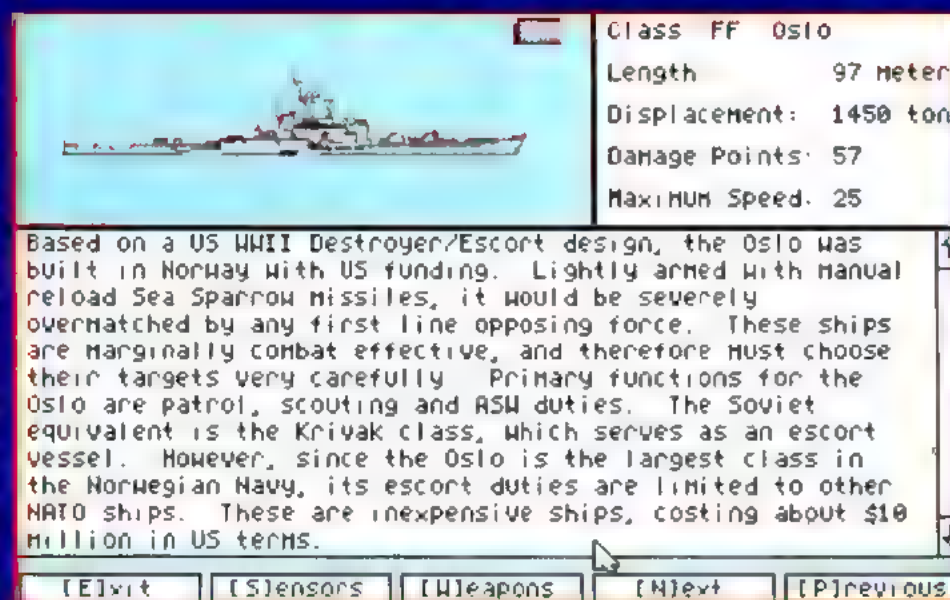 Class FF Oslo
Length 97 Meter
Displacement: 1450 ton
Damage Points: 57
Maximum Speed: 25
Based on a US WWII Destroyer/Escort design, the Oslo was
built in Norway with US funding. Lightly armed with manual
reload Sea Sparrow missiles, it would be severely
overmatched by any first line opposing force. These ships
are marginally combat effective, and therefore must choose
their targets very carefully. Primary functions for the
Oslo are patrol, scouting and ASW duties. The Soviet
equivalent is the Krivak class, which serves as an escort
vessel. However, since the Oslo is the largest class in
the Norwegian Navy, its escort duties are limited to other
NATO ships. These are inexpensive ships, costing about $10
million in US terms.
[E]xit [S]ensors [W]eapons [N]ext [P]revious